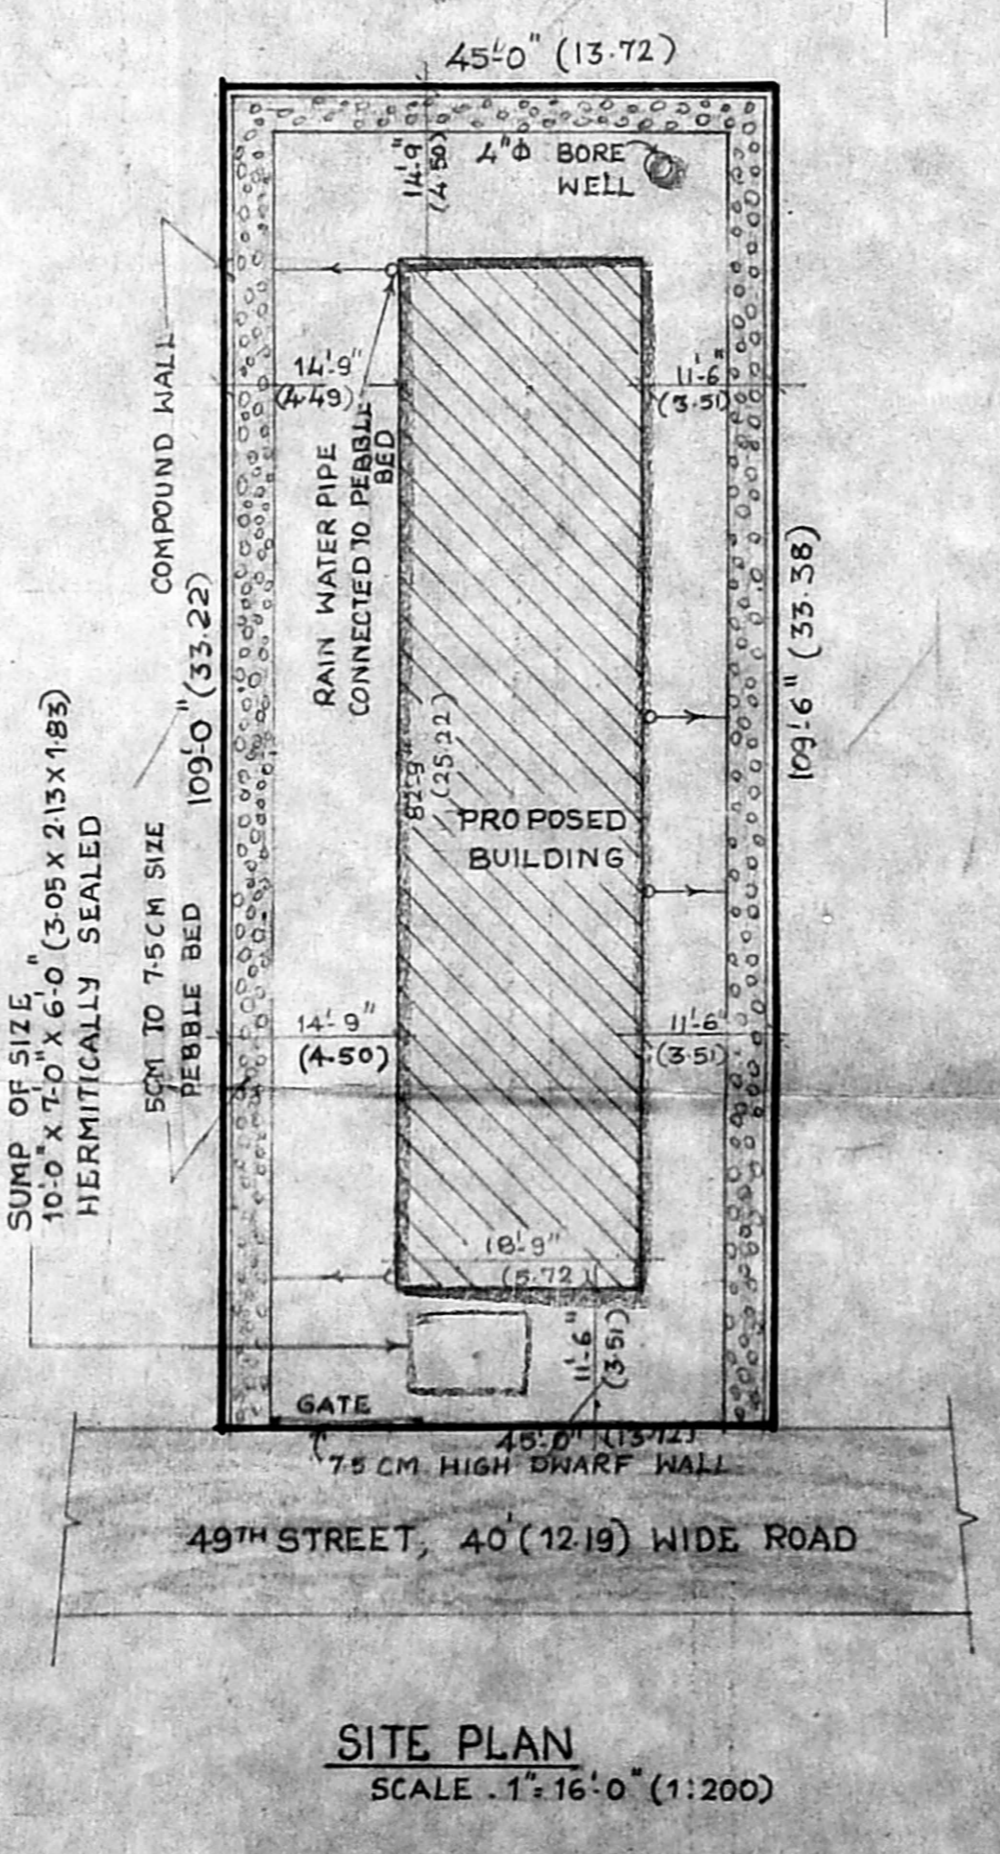 45'-0" (13.72)
14'-9"
(4.50)
4"Φ BORE
WELL
COMPOUND WALL
14'-9"
(4.49)
11'-6"
(3.51)
RAIN WATER PIPE
CONNECTED TO PEBBLE
BED
109'-0" (33.22)
109'-6" (33.38)
82'-9"
(25.22)
PROPOSED
BUILDING
SUMP OF SIZE
10'-0" X 7'-0" X 6'-0" (3.05 X 2.13 X 1.83)
HERMITICALLY SEALED
5CM TO 7.5CM SIZE
PEBBLE BED
14'-9"
(4.50)
11'-6"
(3.51)
18'-9"
(5.72)
11'-6"
(3.51)
GATE
45'-0" (13.72)
75 CM HIGH DWARF WALL
49TH STREET, 40' (12.19) WIDE ROAD
SITE PLAN
SCALE . 1"= 16'-0" (1:200)